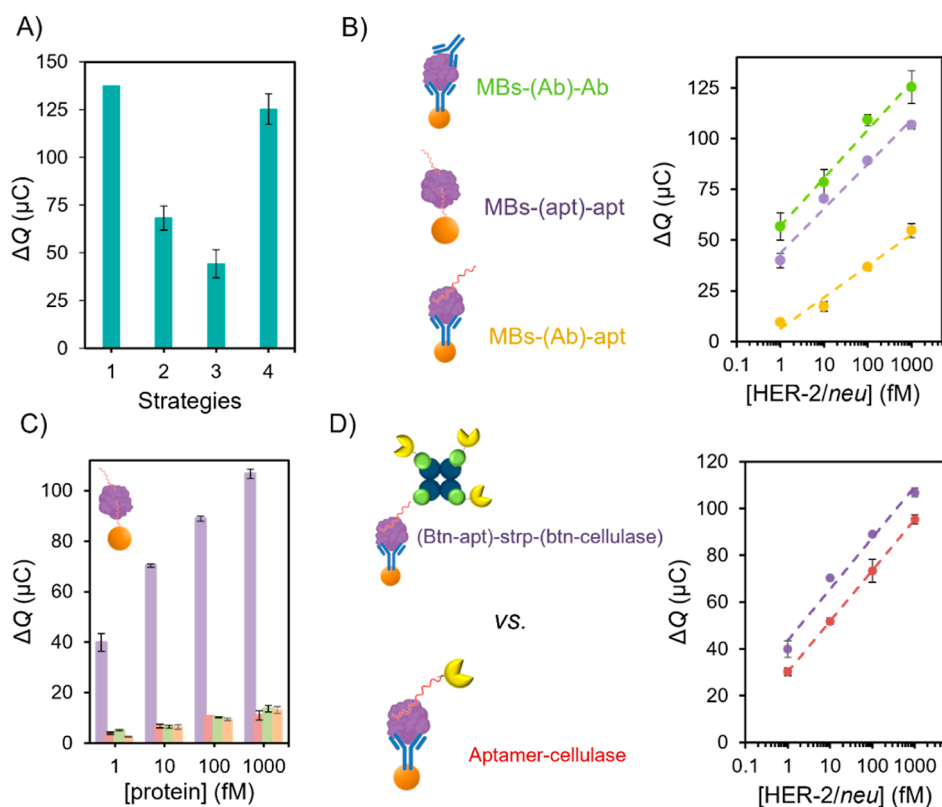 A)
150
125
100
75
50
25
0
ΔQ (μC)
1 2 3 4
Strategies
B)
MBs-(Ab)-Ab
MBs-(apt)-apt
MBs-(Ab)-apt
125
100
75
50
25
0
ΔQ (μC)
0.1 1 10 100 1000
[HER-2/neu] (fM)
C)
100
80
60
40
20
0
ΔQ (μC)
1 10 100 1000
[protein] (fM)
D)
(Btn-apt)-strp-(btn-cellulase)
vs.
Aptamer-cellulase
120
100
80
60
40
20
0
ΔQ (μC)
0.1 1 10 100 1000
[HER-2/neu] (fM)